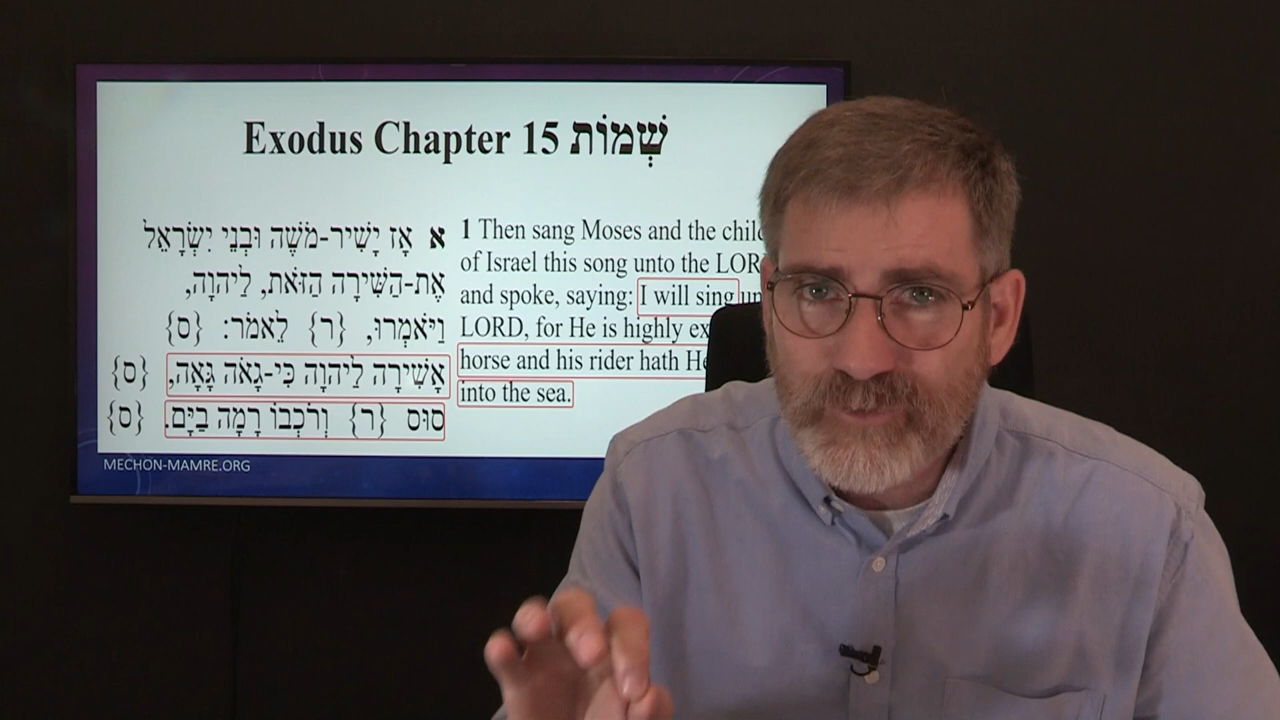 Exodus Chapter 15 שְׁמוֹת
א אָז יָשִׁיר-מֹשֶׁה וּבְנֵי יִשְׂרָאֵל
אֶת-הַשִּׁירָה הַזֹּאת, לַיהוָה,
וַיֹּאמְרוּ, {ר} לֵאמֹר: {ס}
אָשִׁירָה לַיהוָה כִּי-גָאֹה גָּאָה, {ס}
סוּס {ר} וְרֹכְבוֹ רָמָה בַיָּם. {ס}
1 Then sang Moses and the
of Israel this song unto the
and spoke, saying: I will sing
LORD, for He is highly
horse and his rider hath He
into the sea.
MECHON-MAMRE.ORG